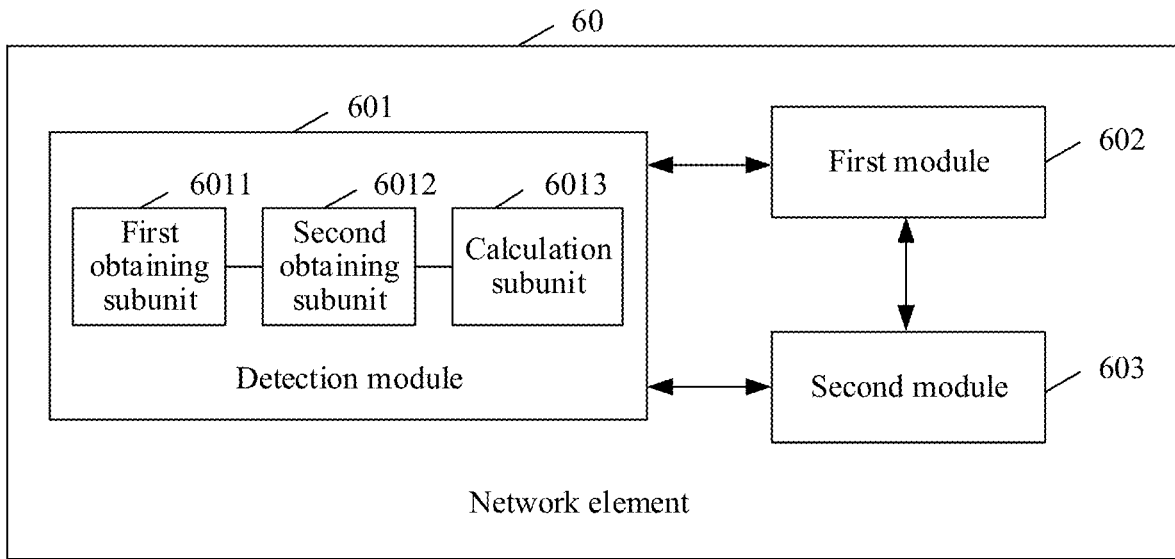 60
601
6011
6012
6013
First
obtaining
subunit
Second
obtaining
subunit
Calculation
subunit
Detection module
First module
602
Second module
603
Network element